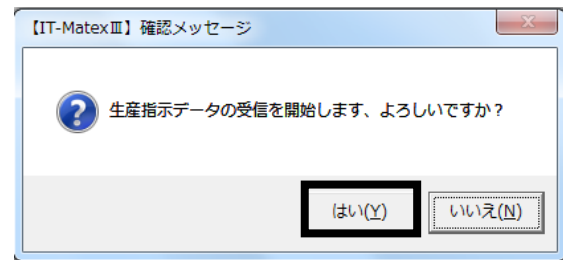 【IT-MatexⅢ】確認メッセージ
生産指示データの受信を開始します、よろしいですか？
はい(Y)
いいえ(N)